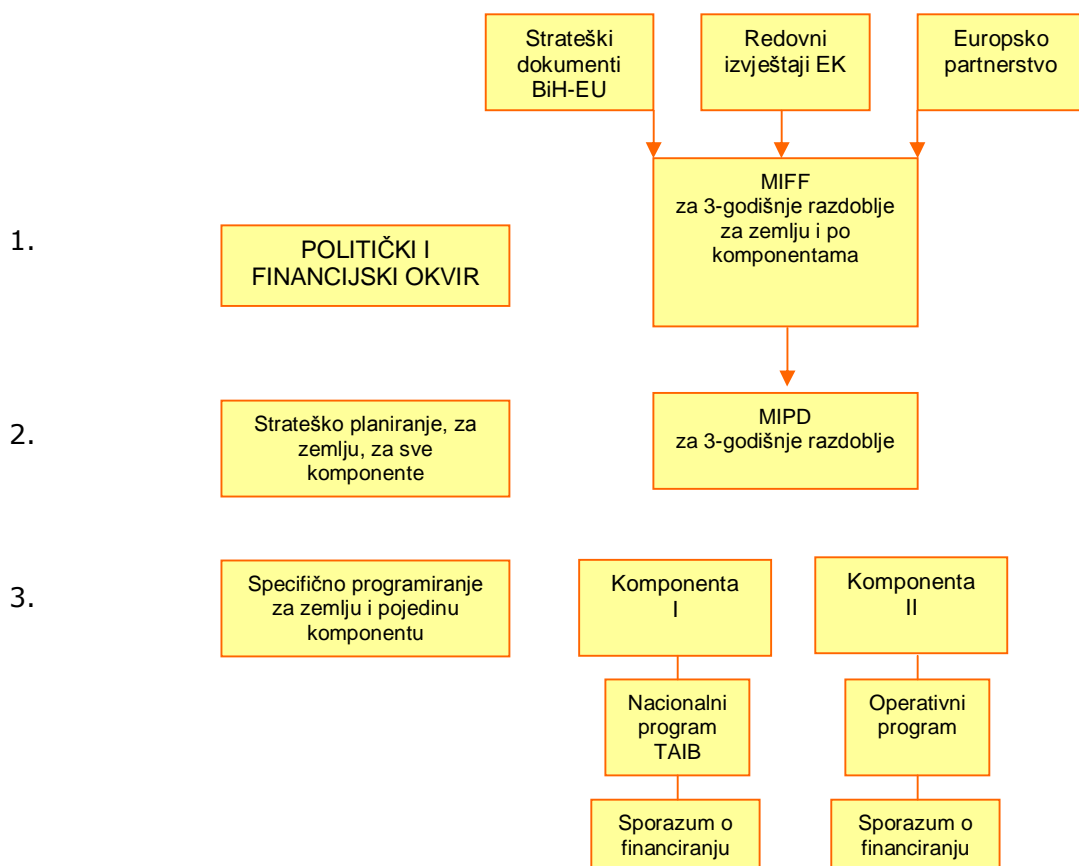 Strateški
dokumenti
BiH-EU
Redovni
izvještaji EK
Europsko
partnerstvo
1.
POLITIČKI I
FINANCIJSKI OKVIR
MIFF
za 3-godišnje razdoblje
za zemlju i po
komponentama
2.
Strateško planiranje, za
zemlju, za sve
komponente
MIPD
za 3-godišnje razdoblje
3.
Specifično programiranje
za zemlju i pojedinu
komponentu
Komponenta
I
Komponenta
II
Nacionalni
program
TAIB
Operativni
program
Sporazum o
financiranju
Sporazum o
financiranju